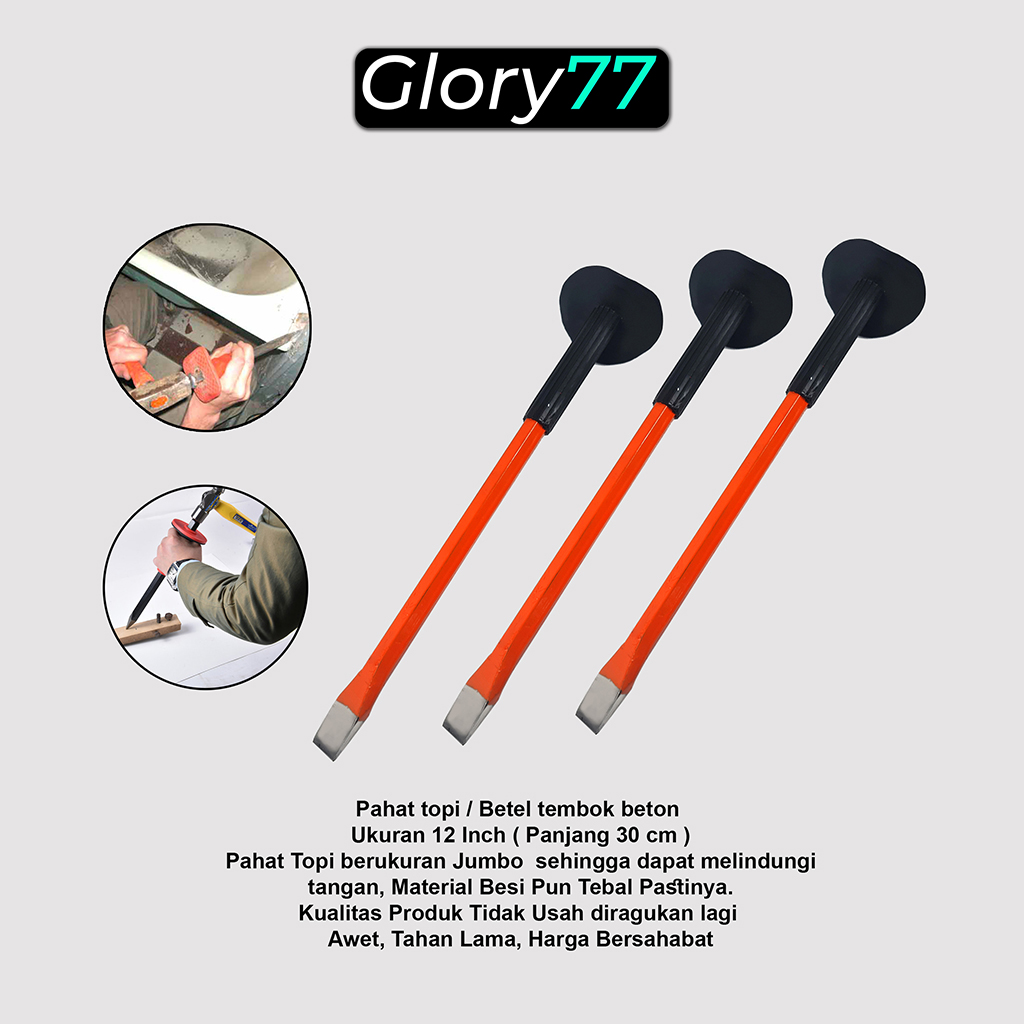 Glory77
Pahat topi / Betel tembok beton
Ukuran 12 Inch ( Panjang 30 cm )
Pahat Topi berukuran Jumbo  sehingga dapat melindungi
tangan, Material Besi Pun Tebal Pastinya.
Kualitas Produk Tidak Usah diragukan lagi
Awet, Tahan Lama, Harga Bersahabat